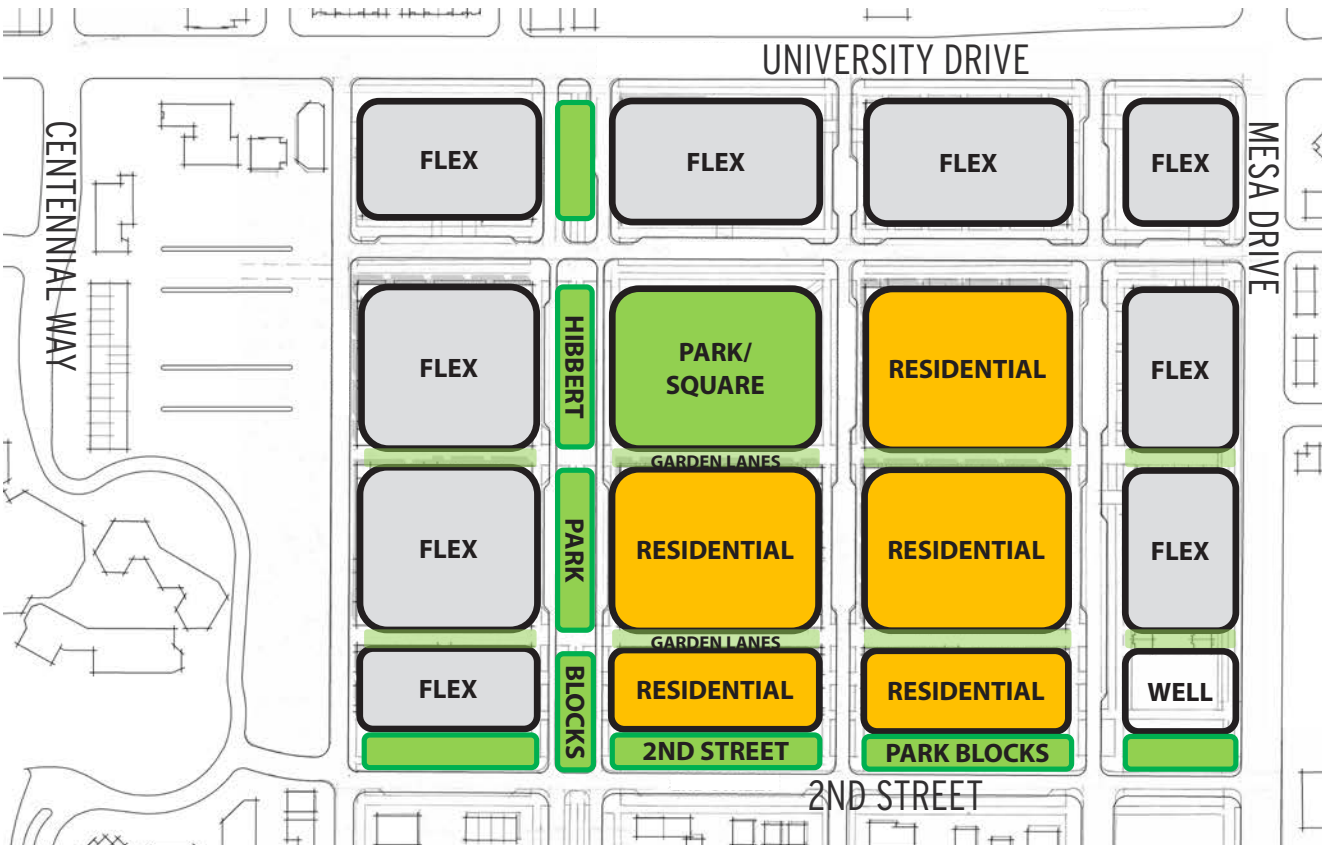 UNIVERSITY DRIVE
CENTENNIAL WAY
MESA DRIVE
FLEX
FLEX
FLEX
FLEX
FLEX
HIBBERT
PARK/
SQUARE
RESIDENTIAL
FLEX
GARDEN LANES
FLEX
PARK
RESIDENTIAL
RESIDENTIAL
FLEX
GARDEN LANES
FLEX
BLOCKS
RESIDENTIAL
RESIDENTIAL
WELL
2ND STREET
PARK BLOCKS
2ND STREET